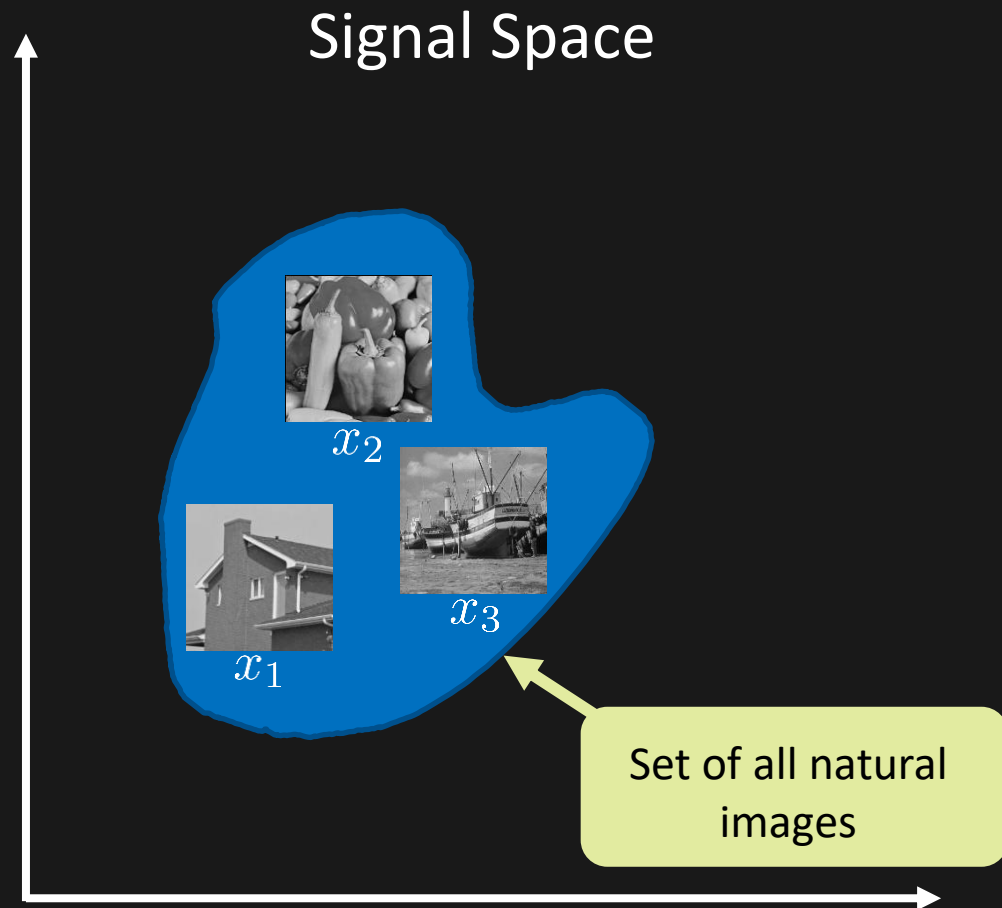 Signal Space
x₂
x₃
x₁
Set of all natural
images